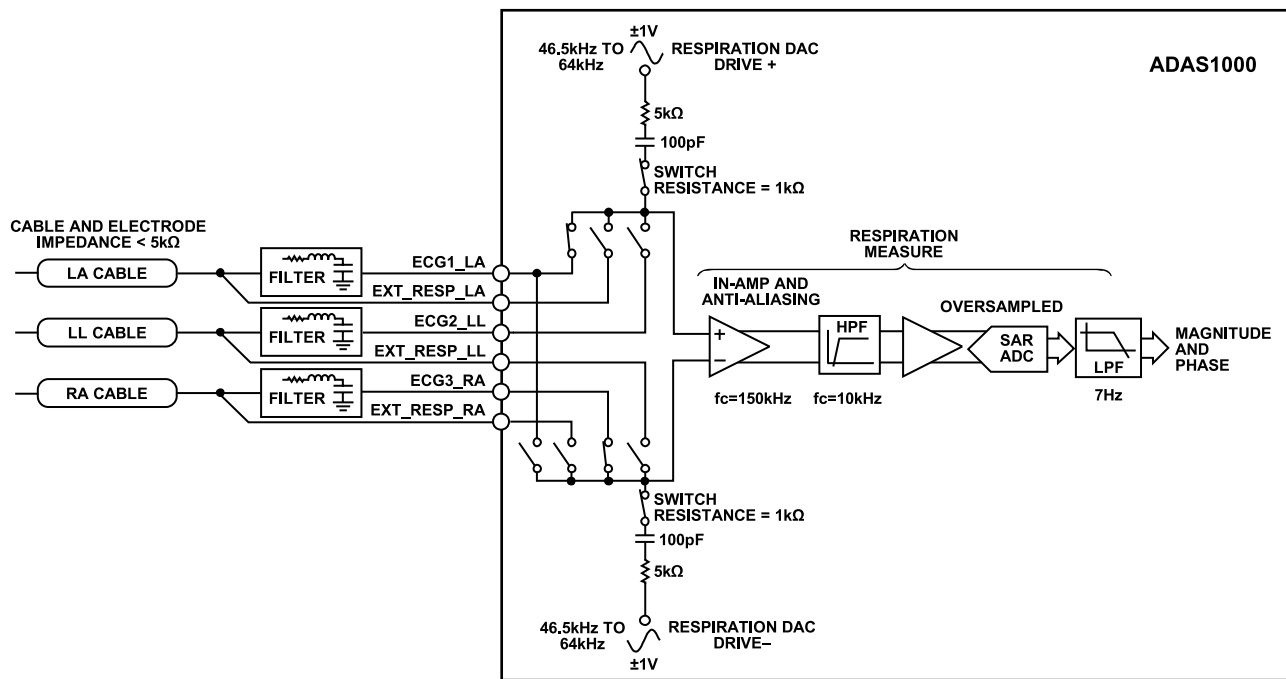 ±1V
46.5kHz TO
64kHz
RESPIRATION DAC
DRIVE +
ADAS1000
5kΩ
100pF
SWITCH
RESISTANCE = 1kΩ
CABLE AND ELECTRODE
IMPEDANCE < 5kΩ
LA CABLE
FILTER
ECG1_LA
EXT_RESP_LA
LL CABLE
FILTER
ECG2_LL
EXT_RESP_LL
RA CABLE
FILTER
ECG3_RA
EXT_RESP_RA
RESPIRATION
MEASURE
IN-AMP AND
ANTI-ALIASING
+
−
fc=150kHz
HPF
fc=10kHz
OVERSAMPLED
SAR
ADC
LPF
7Hz
MAGNITUDE
AND
PHASE
SWITCH
RESISTANCE = 1kΩ
100pF
5kΩ
46.5kHz TO
64kHz
RESPIRATION DAC
DRIVE–
±1V